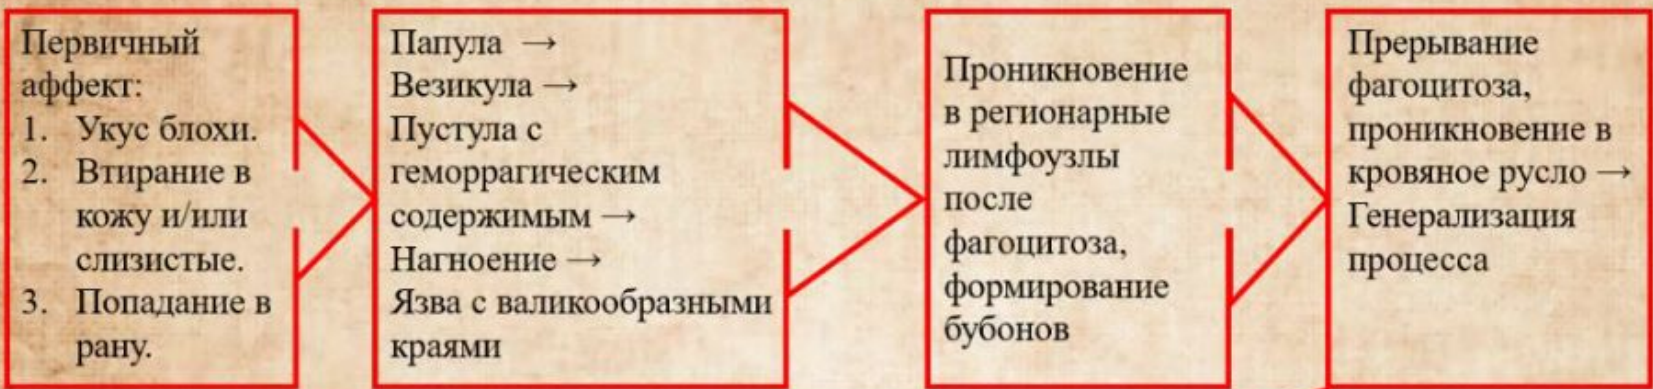 Первичный
аффект:
1. Укус блохи.
2. Втирание в
кожу и/или
слизистые.
3. Попадание в
рану.
Папула →
Везикула →
Пустула с
геморрагическим
содержимым →
Нагноение →
Язва с валикообразными
краями
Проникновение
в регионарные
лимфоузлы
после
фагоцитоза,
формирование
бубонов
Прерывание
фагоцитоза,
проникновение в
кровяное русло →
Генерализация
процесса